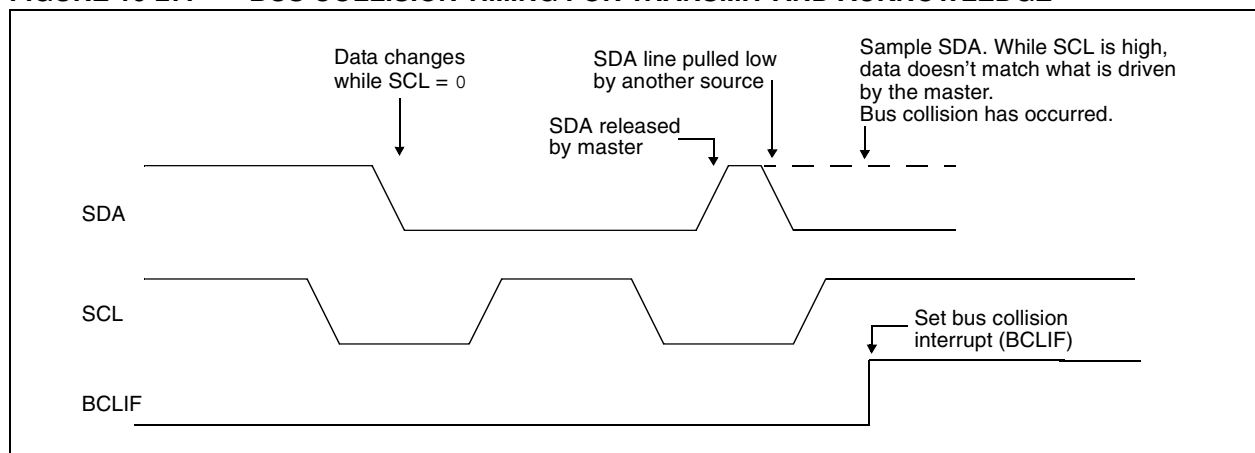 Data changes
while SCL = 0
SDA line pulled low
by another source
SDA released
by master
Sample SDA. While SCL is high,
data doesn't match what is driven
by the master.
Bus collision has occurred.
SDA
SCL
Set bus collision
interrupt (BCLIF)
BCLIF